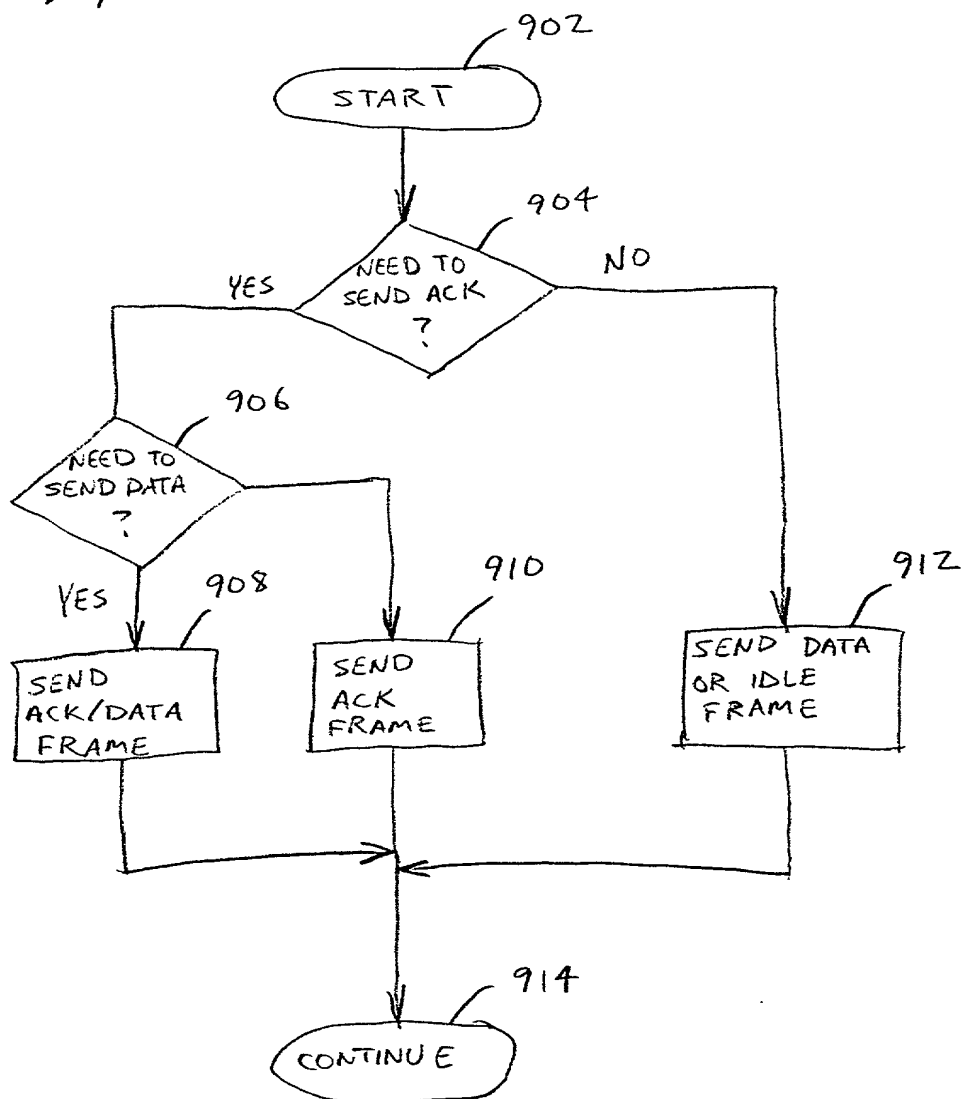 902
START
904
NEED TO
SEND ACK
?
YES
NO
906
NEED TO
SEND DATA
?
YES
908
910
912
SEND
ACK/DATA
FRAME
SEND
ACK
FRAME
SEND DATA
OR IDLE
FRAME
914
CONTINUE